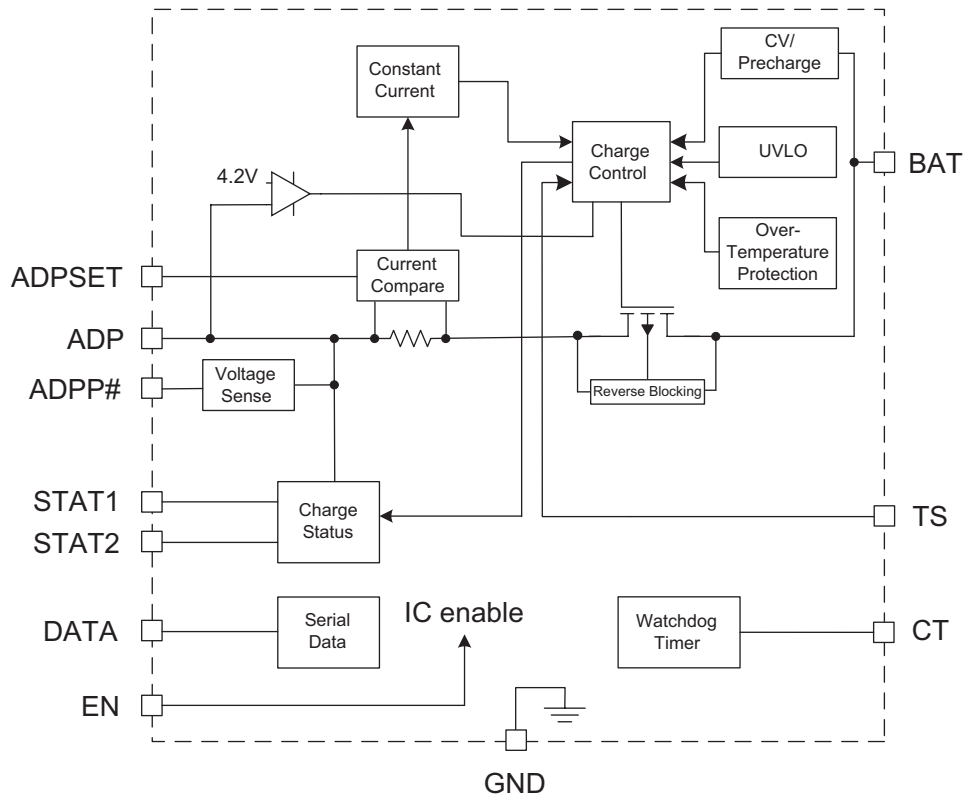 CV/
Precharge
Constant
Current
Charge
Control
UVLO
BAT
4.2V
Over-
Temperature
Protection
ADPSET
Current
Compare
ADP
ADPP#
Voltage
Sense
Reverse Blocking
STAT1
Charge
Status
TS
STAT2
IC enable
DATA
Serial
Data
Watchdog
Timer
CT
EN
GND